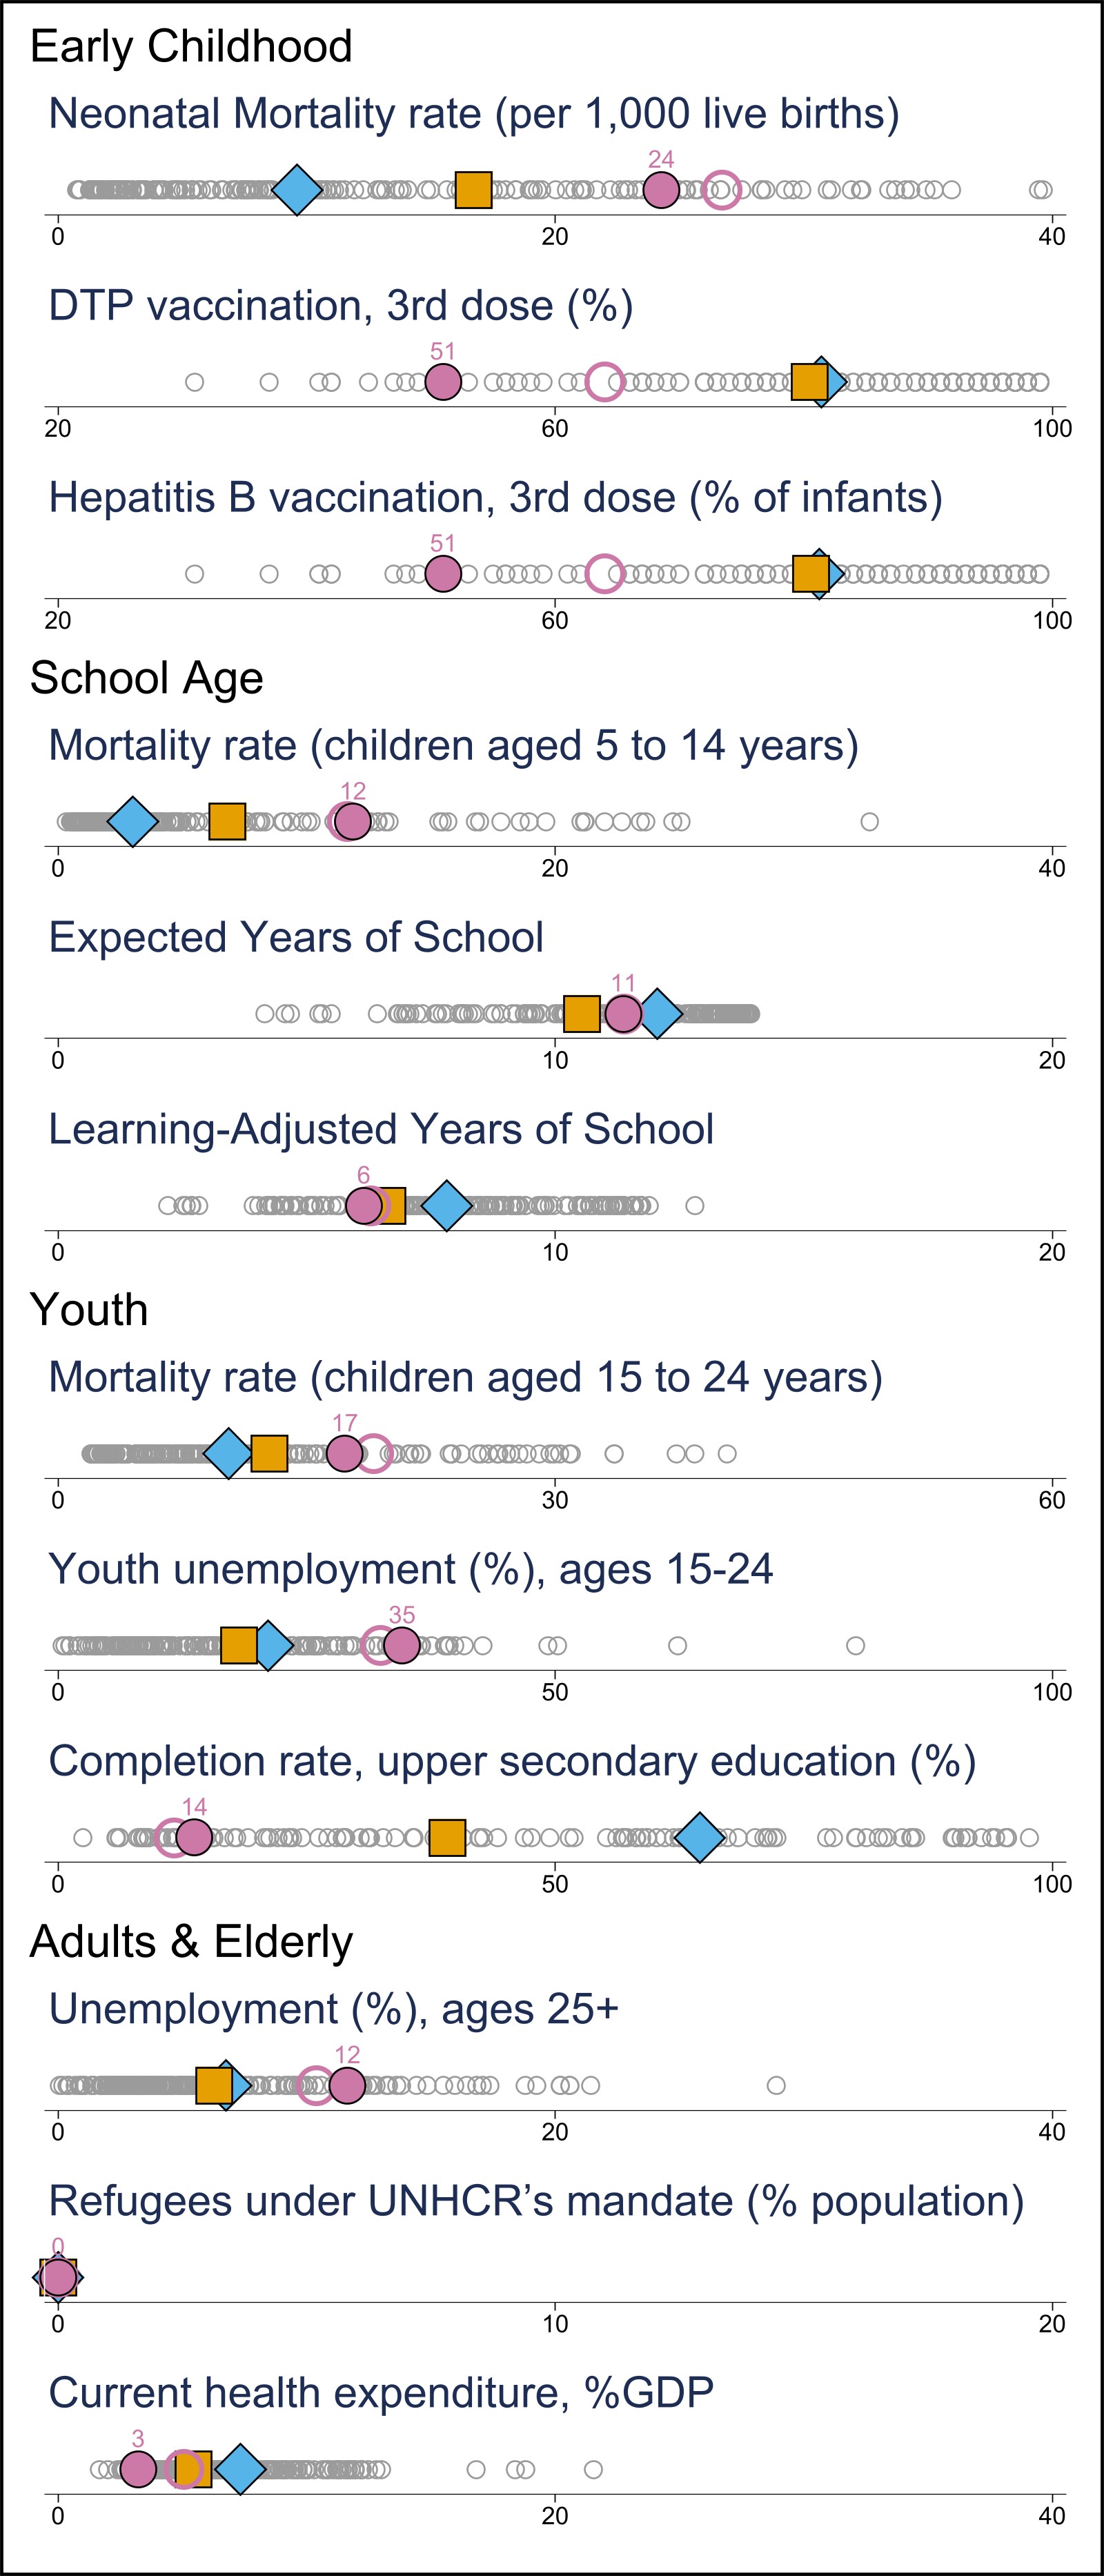 Early Childhood
Neonatal Mortality rate (per 1,000 live births)
24
0 20 40
DTP vaccination, 3rd dose (%)
51
20 60 100
Hepatitis B vaccination, 3rd dose (% of infants)
51
20 60 100
School Age
Mortality rate (children aged 5 to 14 years)
12
0 20 40
Expected Years of School
11
0 10 20
Learning-Adjusted Years of School
6
0 10 20
Youth
Mortality rate (children aged 15 to 24 years)
17
0 30 60
Youth unemployment (%), ages 15-24
35
0 50 100
Completion rate, upper secondary education (%)
14
0 50 100
Adults & Elderly
Unemployment (%), ages 25+
12
0 20 40
Refugees under UNHCR’s mandate (% population)
0
0 10 20
Current health expenditure, %GDP
3
0 20 40